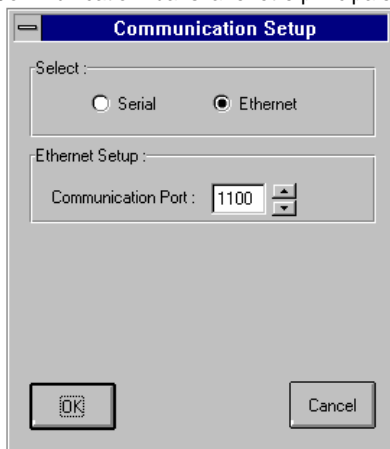 Communication Setup
Select :
Serial Ethernet
Ethernet Setup :
Communication Port : 1100
OK Cancel